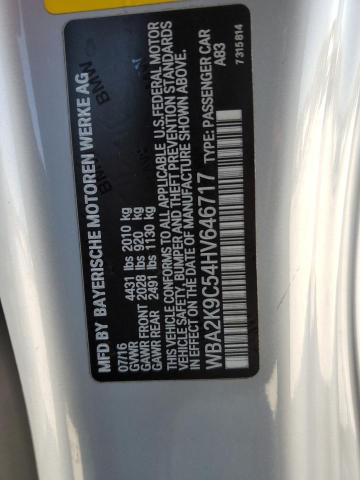 MFD BY BAYERISCHE MOTOREN WERKE AG
07/16
GVWR 4431 lbs 2010 kg
GAWR FRONT 2028 lbs 920 kg
GAWR REAR 2491 lbs 1130 kg
THIS VEHICLE CONFORMS TO ALL APPLICABLE U.S.FEDERAL MOTOR
VEHICLE SAFETY, BUMPER AND THEFT PREVENTION STANDARDS
IN EFFECT ON THE DATE OF MANUFACTURE SHOWN ABOVE.
WBA2K9C54HV646717 TYPE: PASSENGER CAR
A83
7 315 814